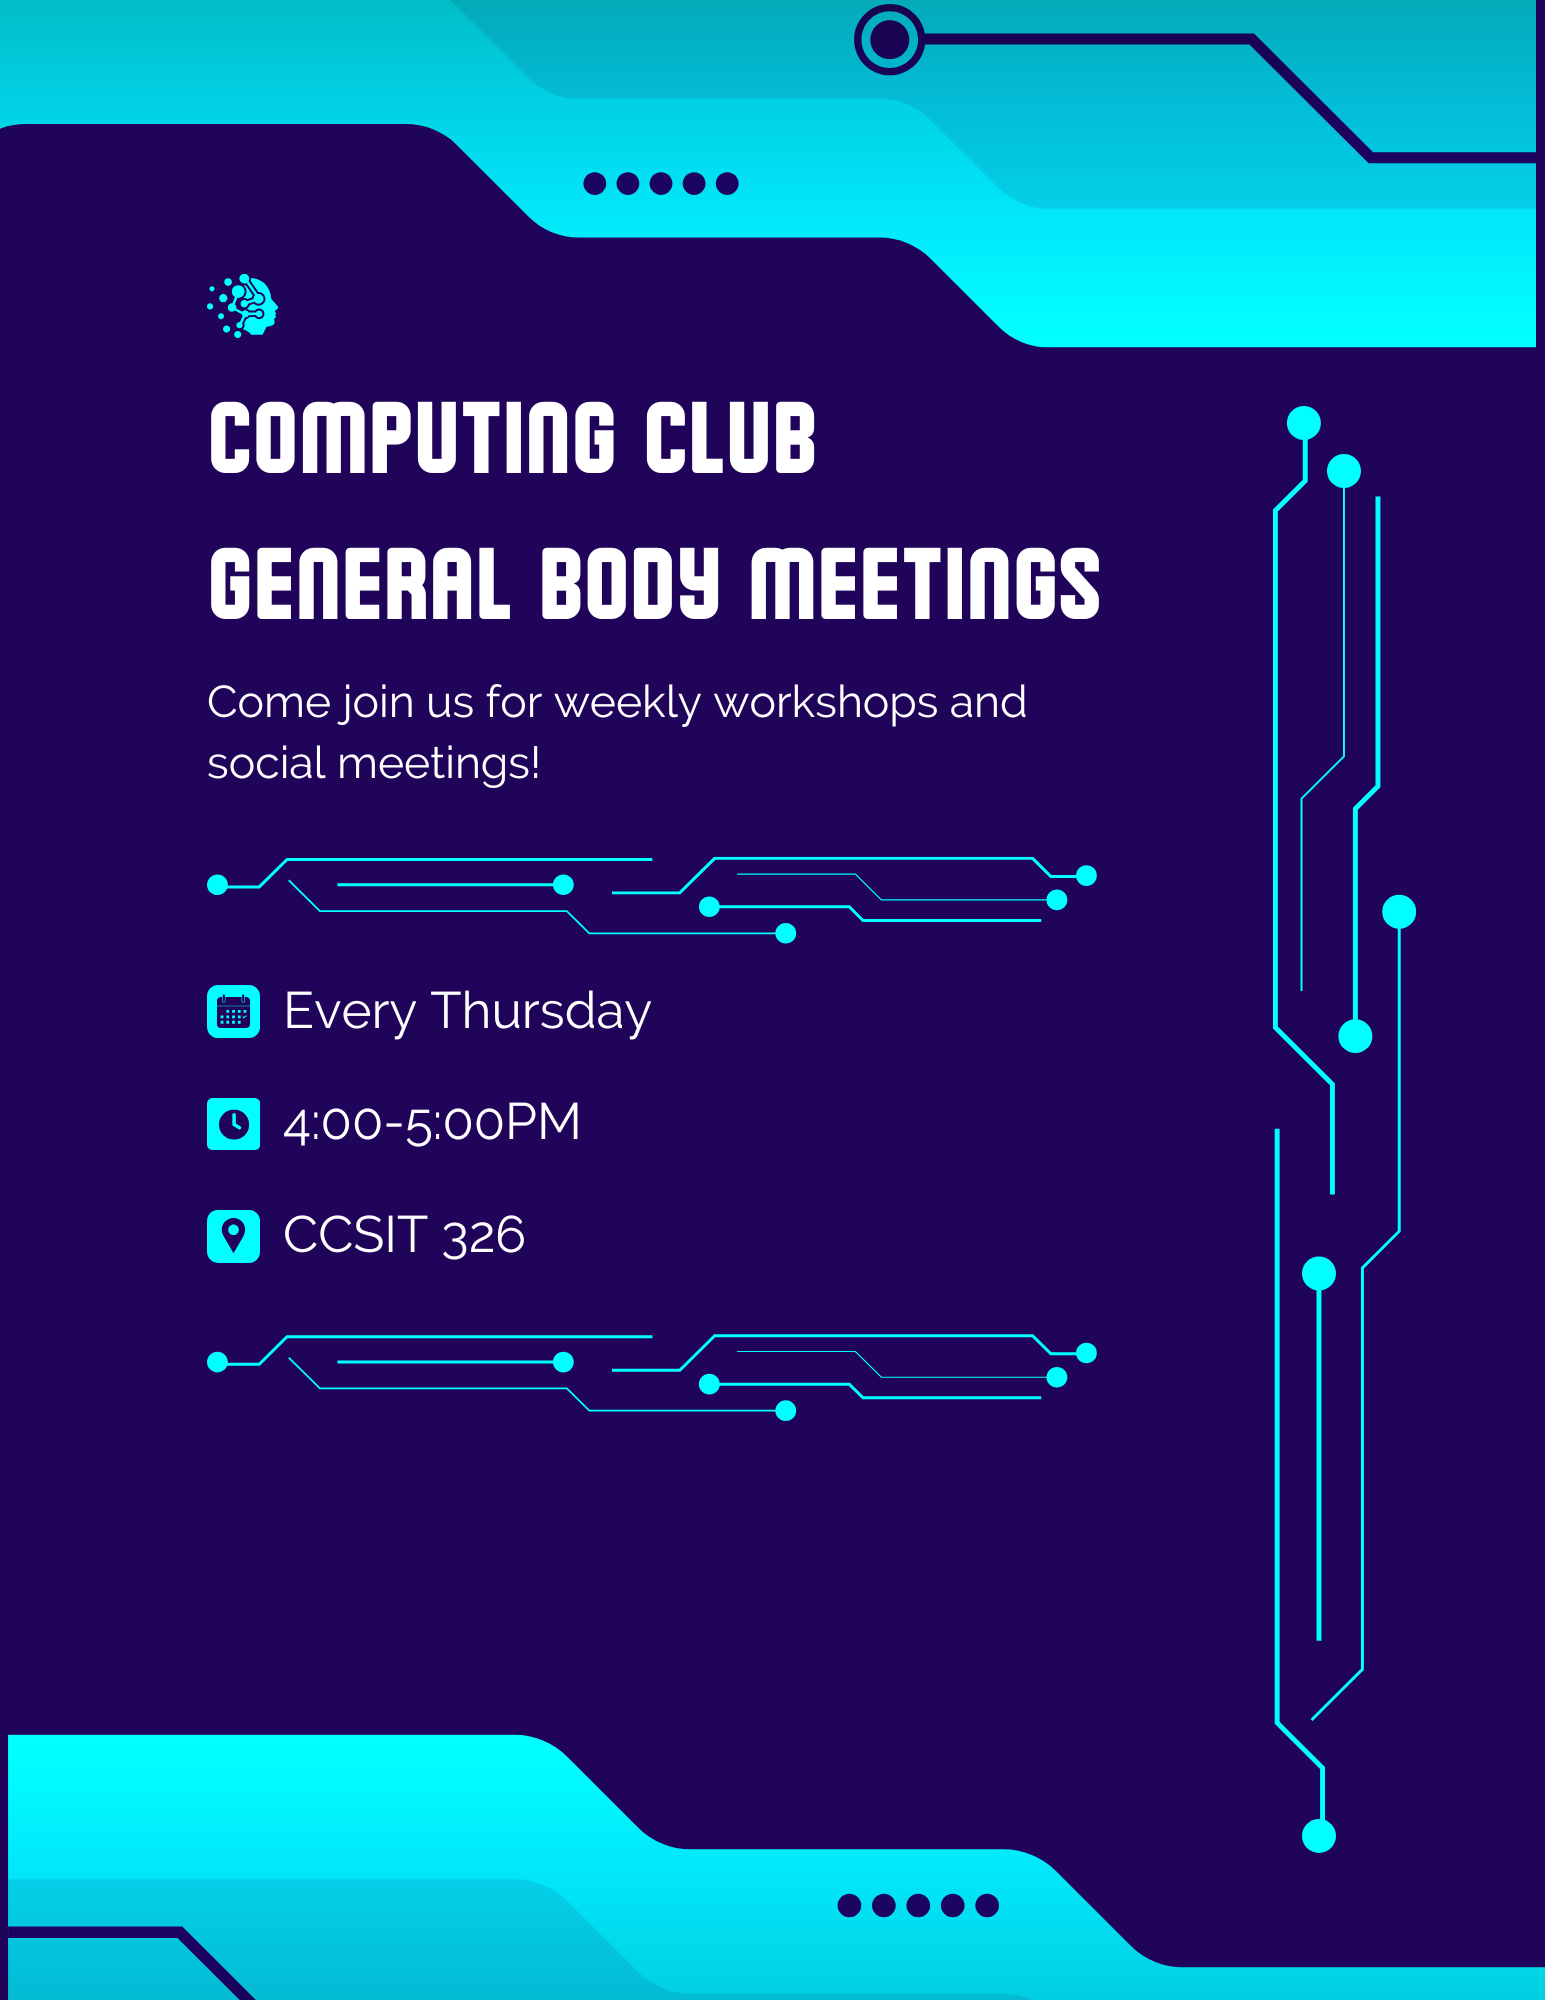 COMPUTING CLUB
GENERAL BODY MEETINGS
Come join us for weekly workshops and
social meetings!
Every Thursday
4:00-5:00PM
CCSIT 326